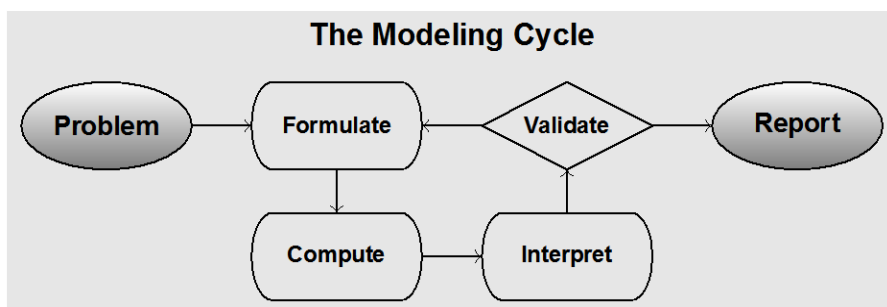 The Modeling Cycle
Problem
Formulate
Validate
Report
Compute
Interpret